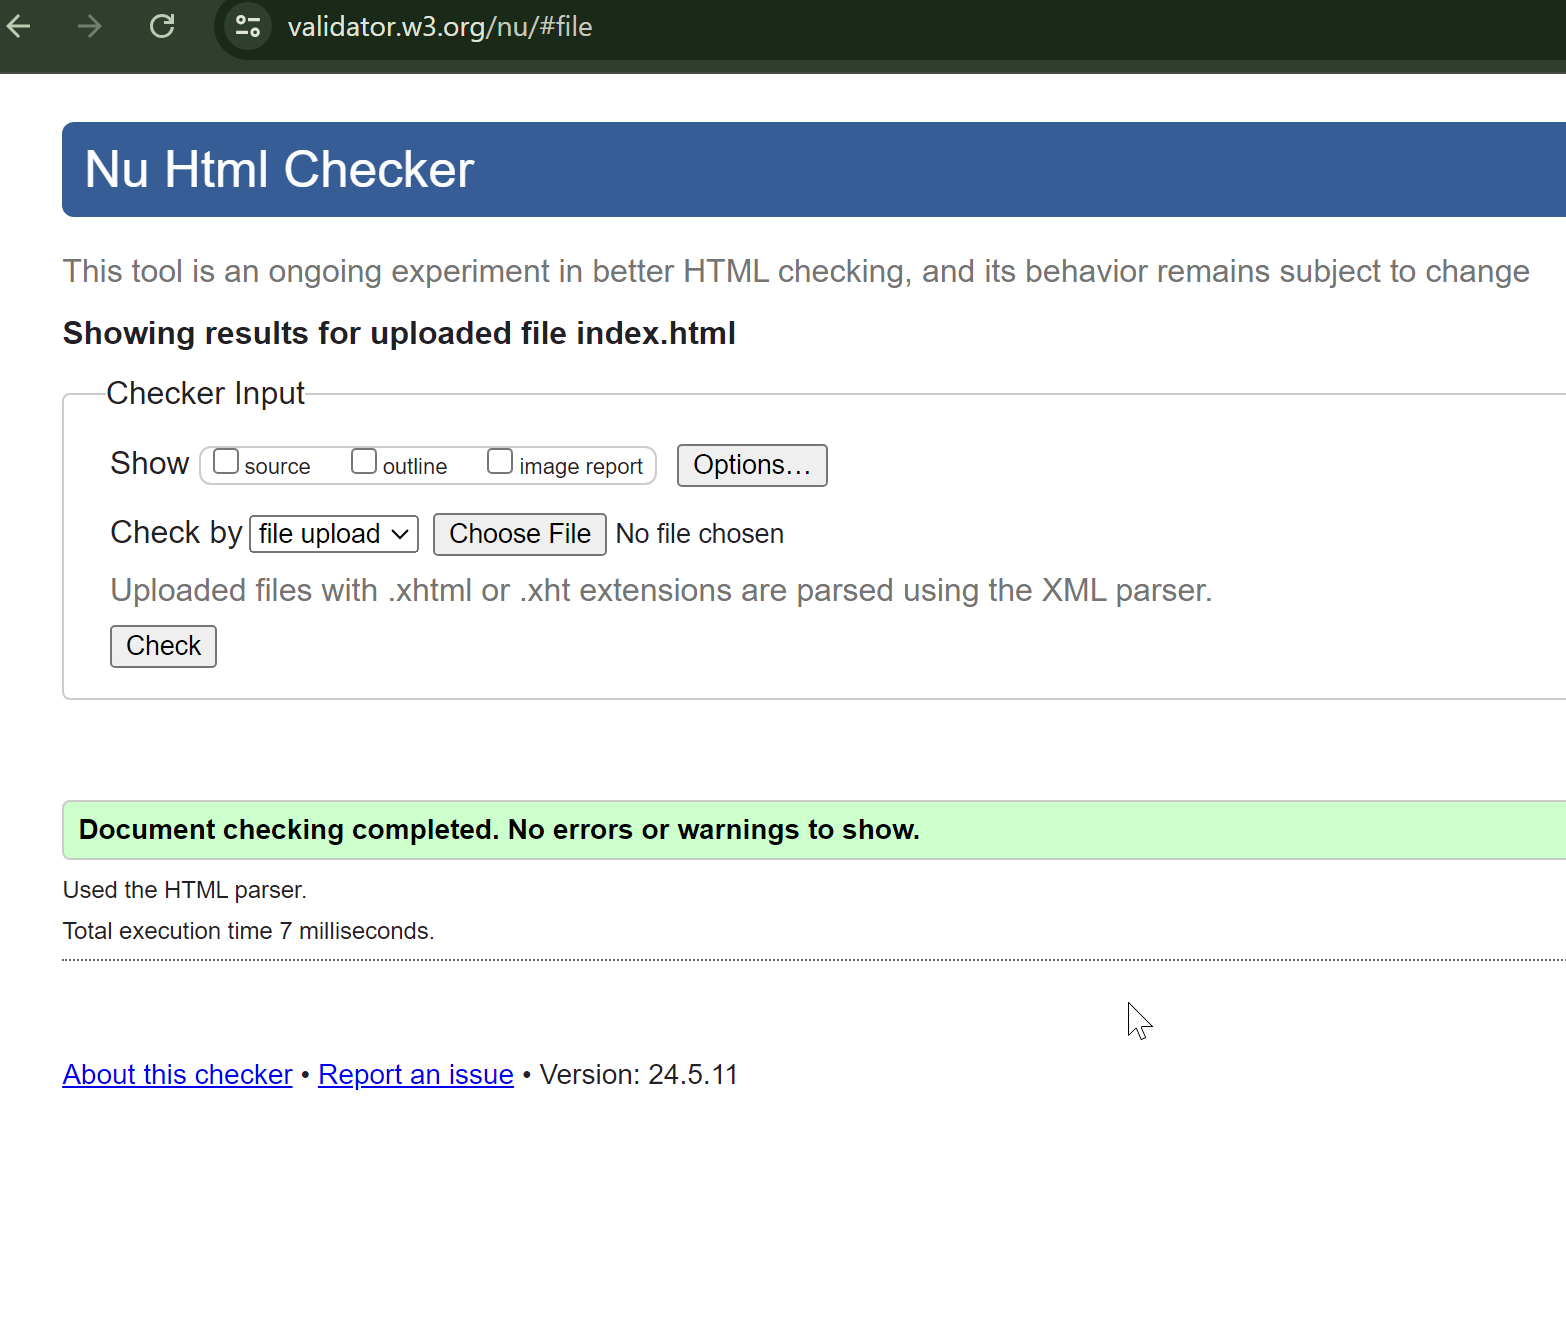 validator.w3.org/nu/#file
Nu Html Checker
This tool is an ongoing experiment in better HTML checking, and its behavior remains subject to change
Showing results for uploaded file index.html
Checker Input
Show source outline image report Options…
Check by file upload Choose File No file chosen
Uploaded files with .xhtml or .xht extensions are parsed using the XML parser.
Check
Document checking completed. No errors or warnings to show.
Used the HTML parser.
Total execution time 7 milliseconds.
About this checker • Report an issue • Version: 24.5.11